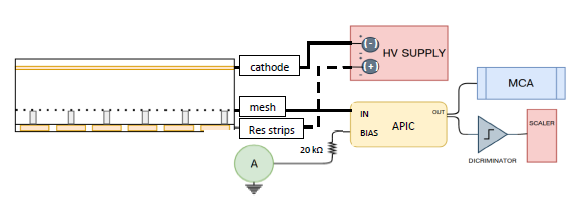 cathode
(-)
HV SUPPLY
(+)
mesh
Res strips
IN
OUT
BIAS
APIC
MCA
SCALER
20 kΩ
A
DICRIMINATOR